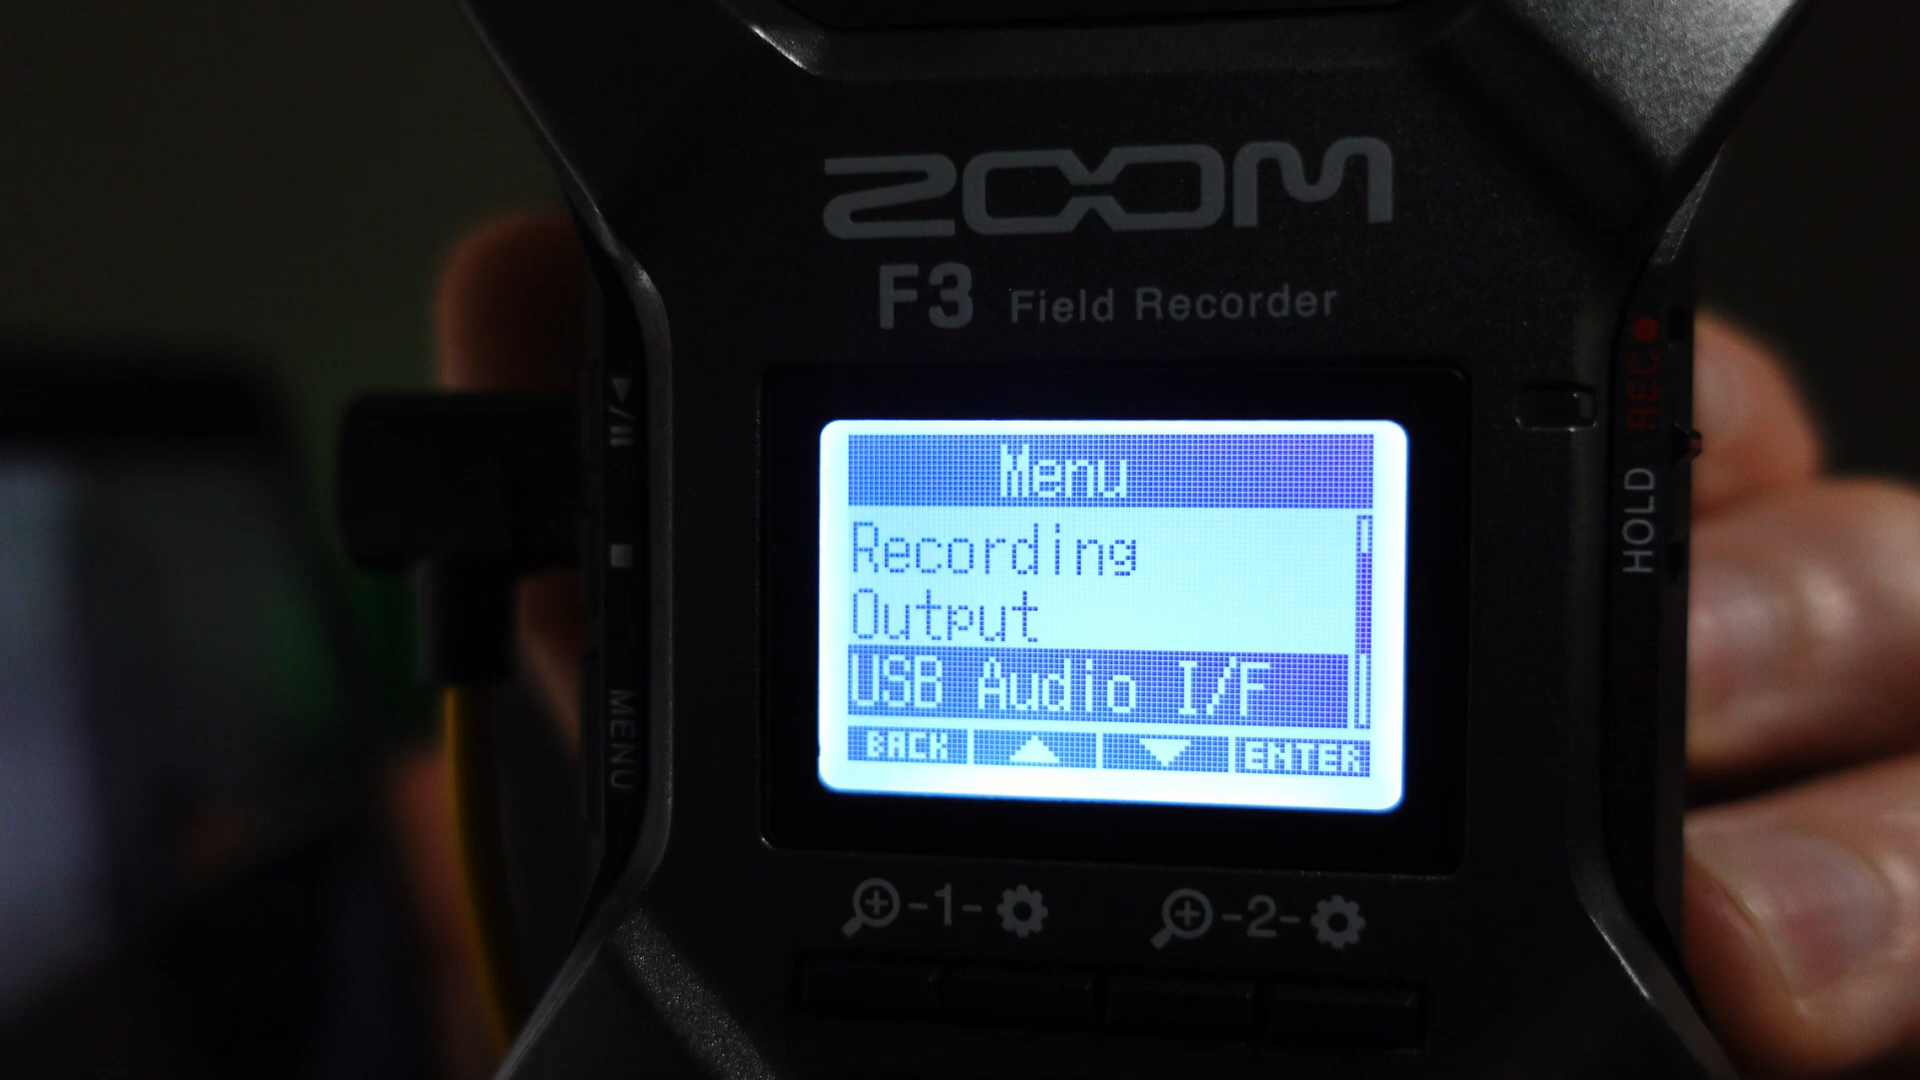 ZOOM
F3 Field Recorder
Menu
Recording
Output
USB Audio I/F
BACK
ENTER
-1-
-2-
MENU
REC
HOLD